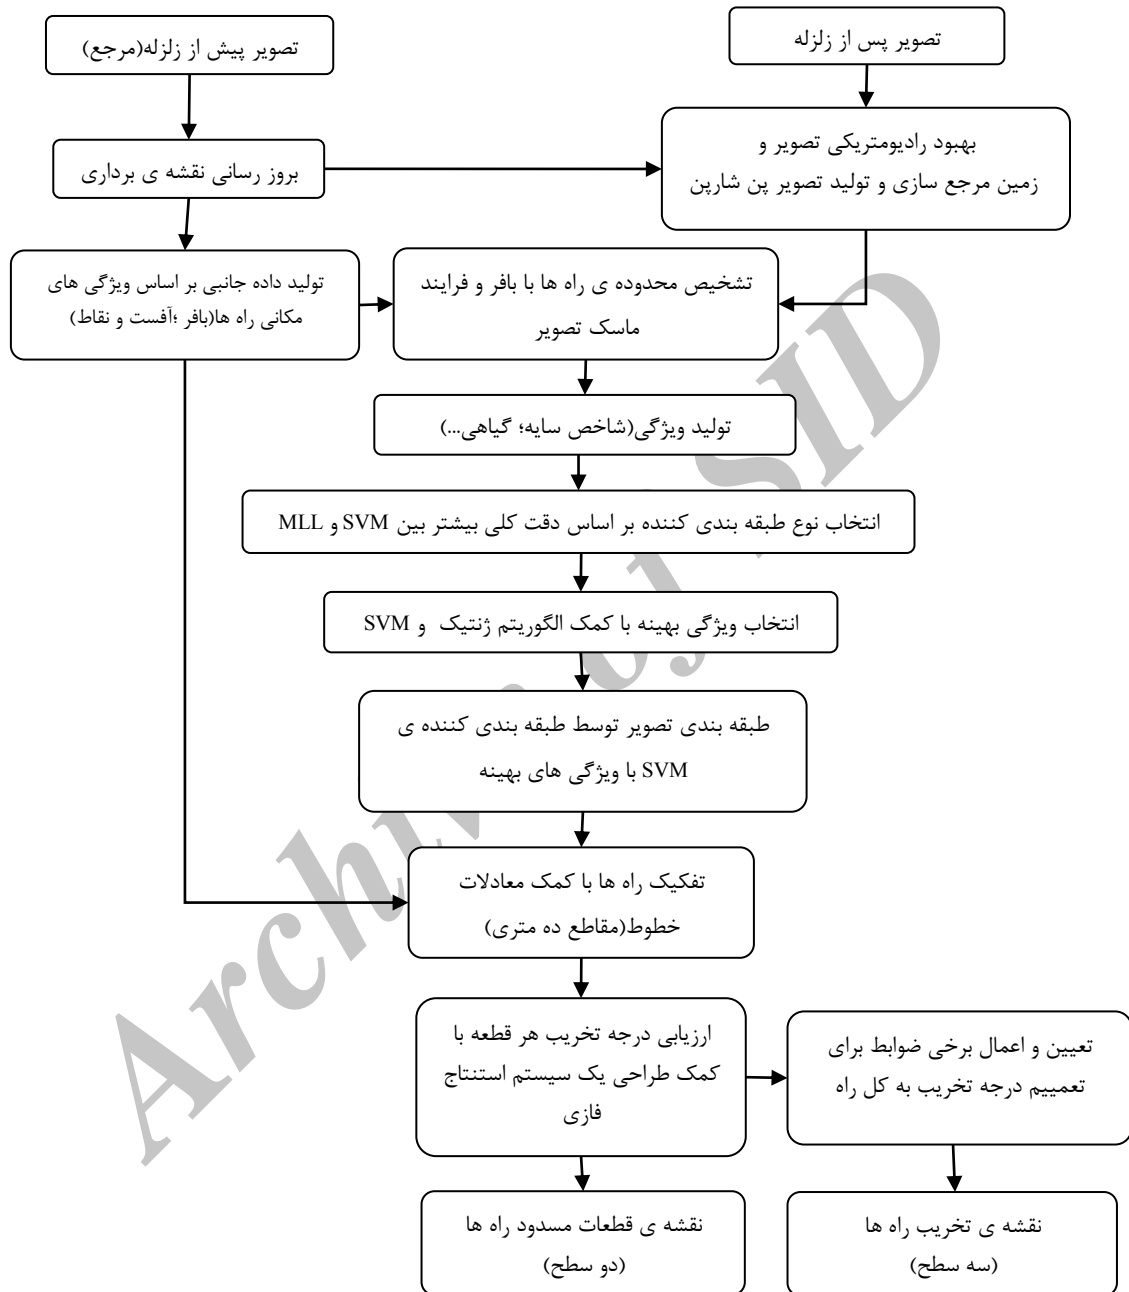 تصویر پیش از زلزله(مرجع)
تصویر پس از زلزله
بروز رسانی نقشه ی برداری
بهبود رادیومتریکی تصویر و
زمین مرجع سازی و تولید تصویر پن شارپن
تولید داده جانبی بر اساس ویژگی های
مکانی راه ها(بافر ؛آفست و نقاط)
تشخیص محدوده ی راه ها با بافر و فرایند
ماسک تصویر
تولید ویژگی(شاخص سایه؛ گیاهی...)
انتخاب نوع طبقه بندی کننده بر اساس دقت کلی بیشتر بین SVM و MLL
انتخاب ویژگی بهینه با کمک الگوریتم ژنتیک و SVM
طبقه بندی تصویر توسط طبقه بندی کننده ی
SVM با ویژگی های بهینه
تفکیک راه ها با کمک معادلات
خطوط(مقاطع ده متری)
ارزیابی درجه تخریب هر قطعه با
کمک طراحی یک سیستم استنتاج
فازی
تعیین و اعمال برخی ضوابط برای
تعمییم درجه تخریب به کل راه
نقشه ی قطعات مسدود راه ها
(دو سطح)
نقشه ی تخریب راه ها
(سه سطح)
Archive of SID